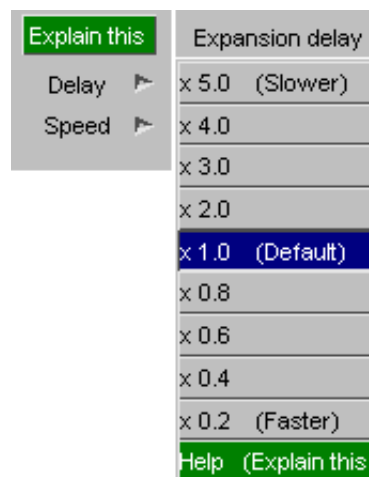 Explain this
Delay
Speed
Expansion delay
x 5.0 (Slower)
x 4.0
x 3.0
x 2.0
x 1.0 (Default)
x 0.8
x 0.6
x 0.4
x 0.2 (Faster)
Help (Explain this